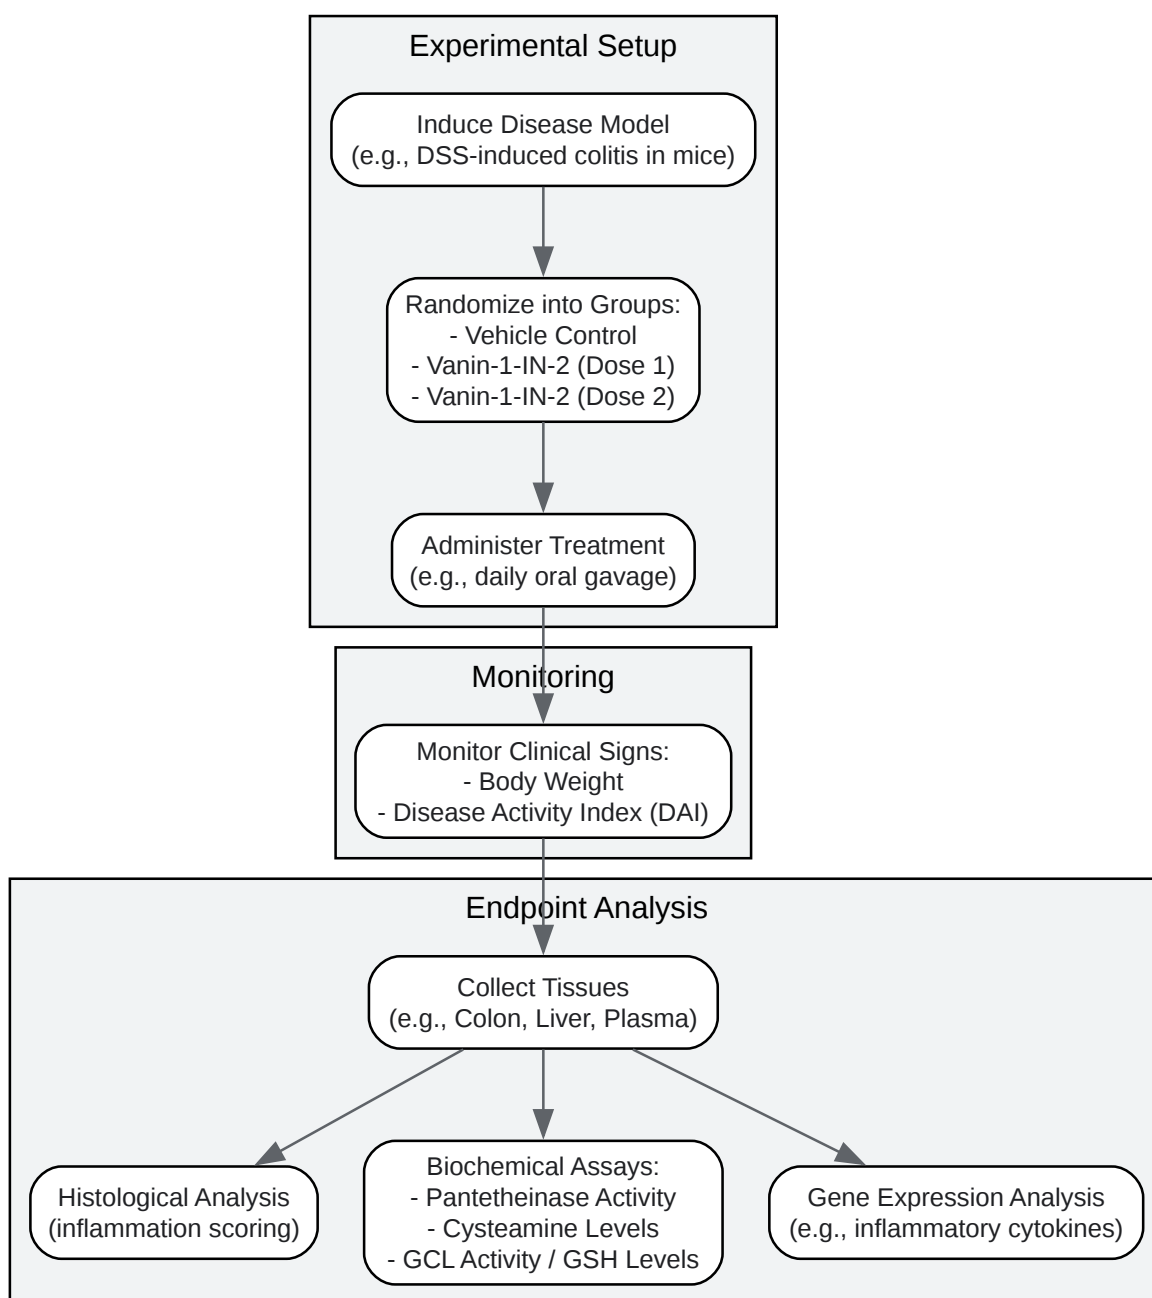 Experimental Setup
Induce Disease Model
(e.g., DSS-induced colitis in mice)
Randomize into Groups:
- Vehicle Control
- Vanin-1-IN-2 (Dose 1)
- Vanin-1-IN-2 (Dose 2)
Administer Treatment
(e.g., daily oral gavage)
Monitoring
Monitor Clinical Signs:
- Body Weight
- Disease Activity Index (DAI)
Endpoint Analysis
Collect Tissues
(e.g., Colon, Liver, Plasma)
Histological Analysis
(inflammation scoring)
Biochemical Assays:
- Pantetheinase Activity
- Cysteamine Levels
- GCL Activity / GSH Levels
Gene Expression Analysis
(e.g., inflammatory cytokines)